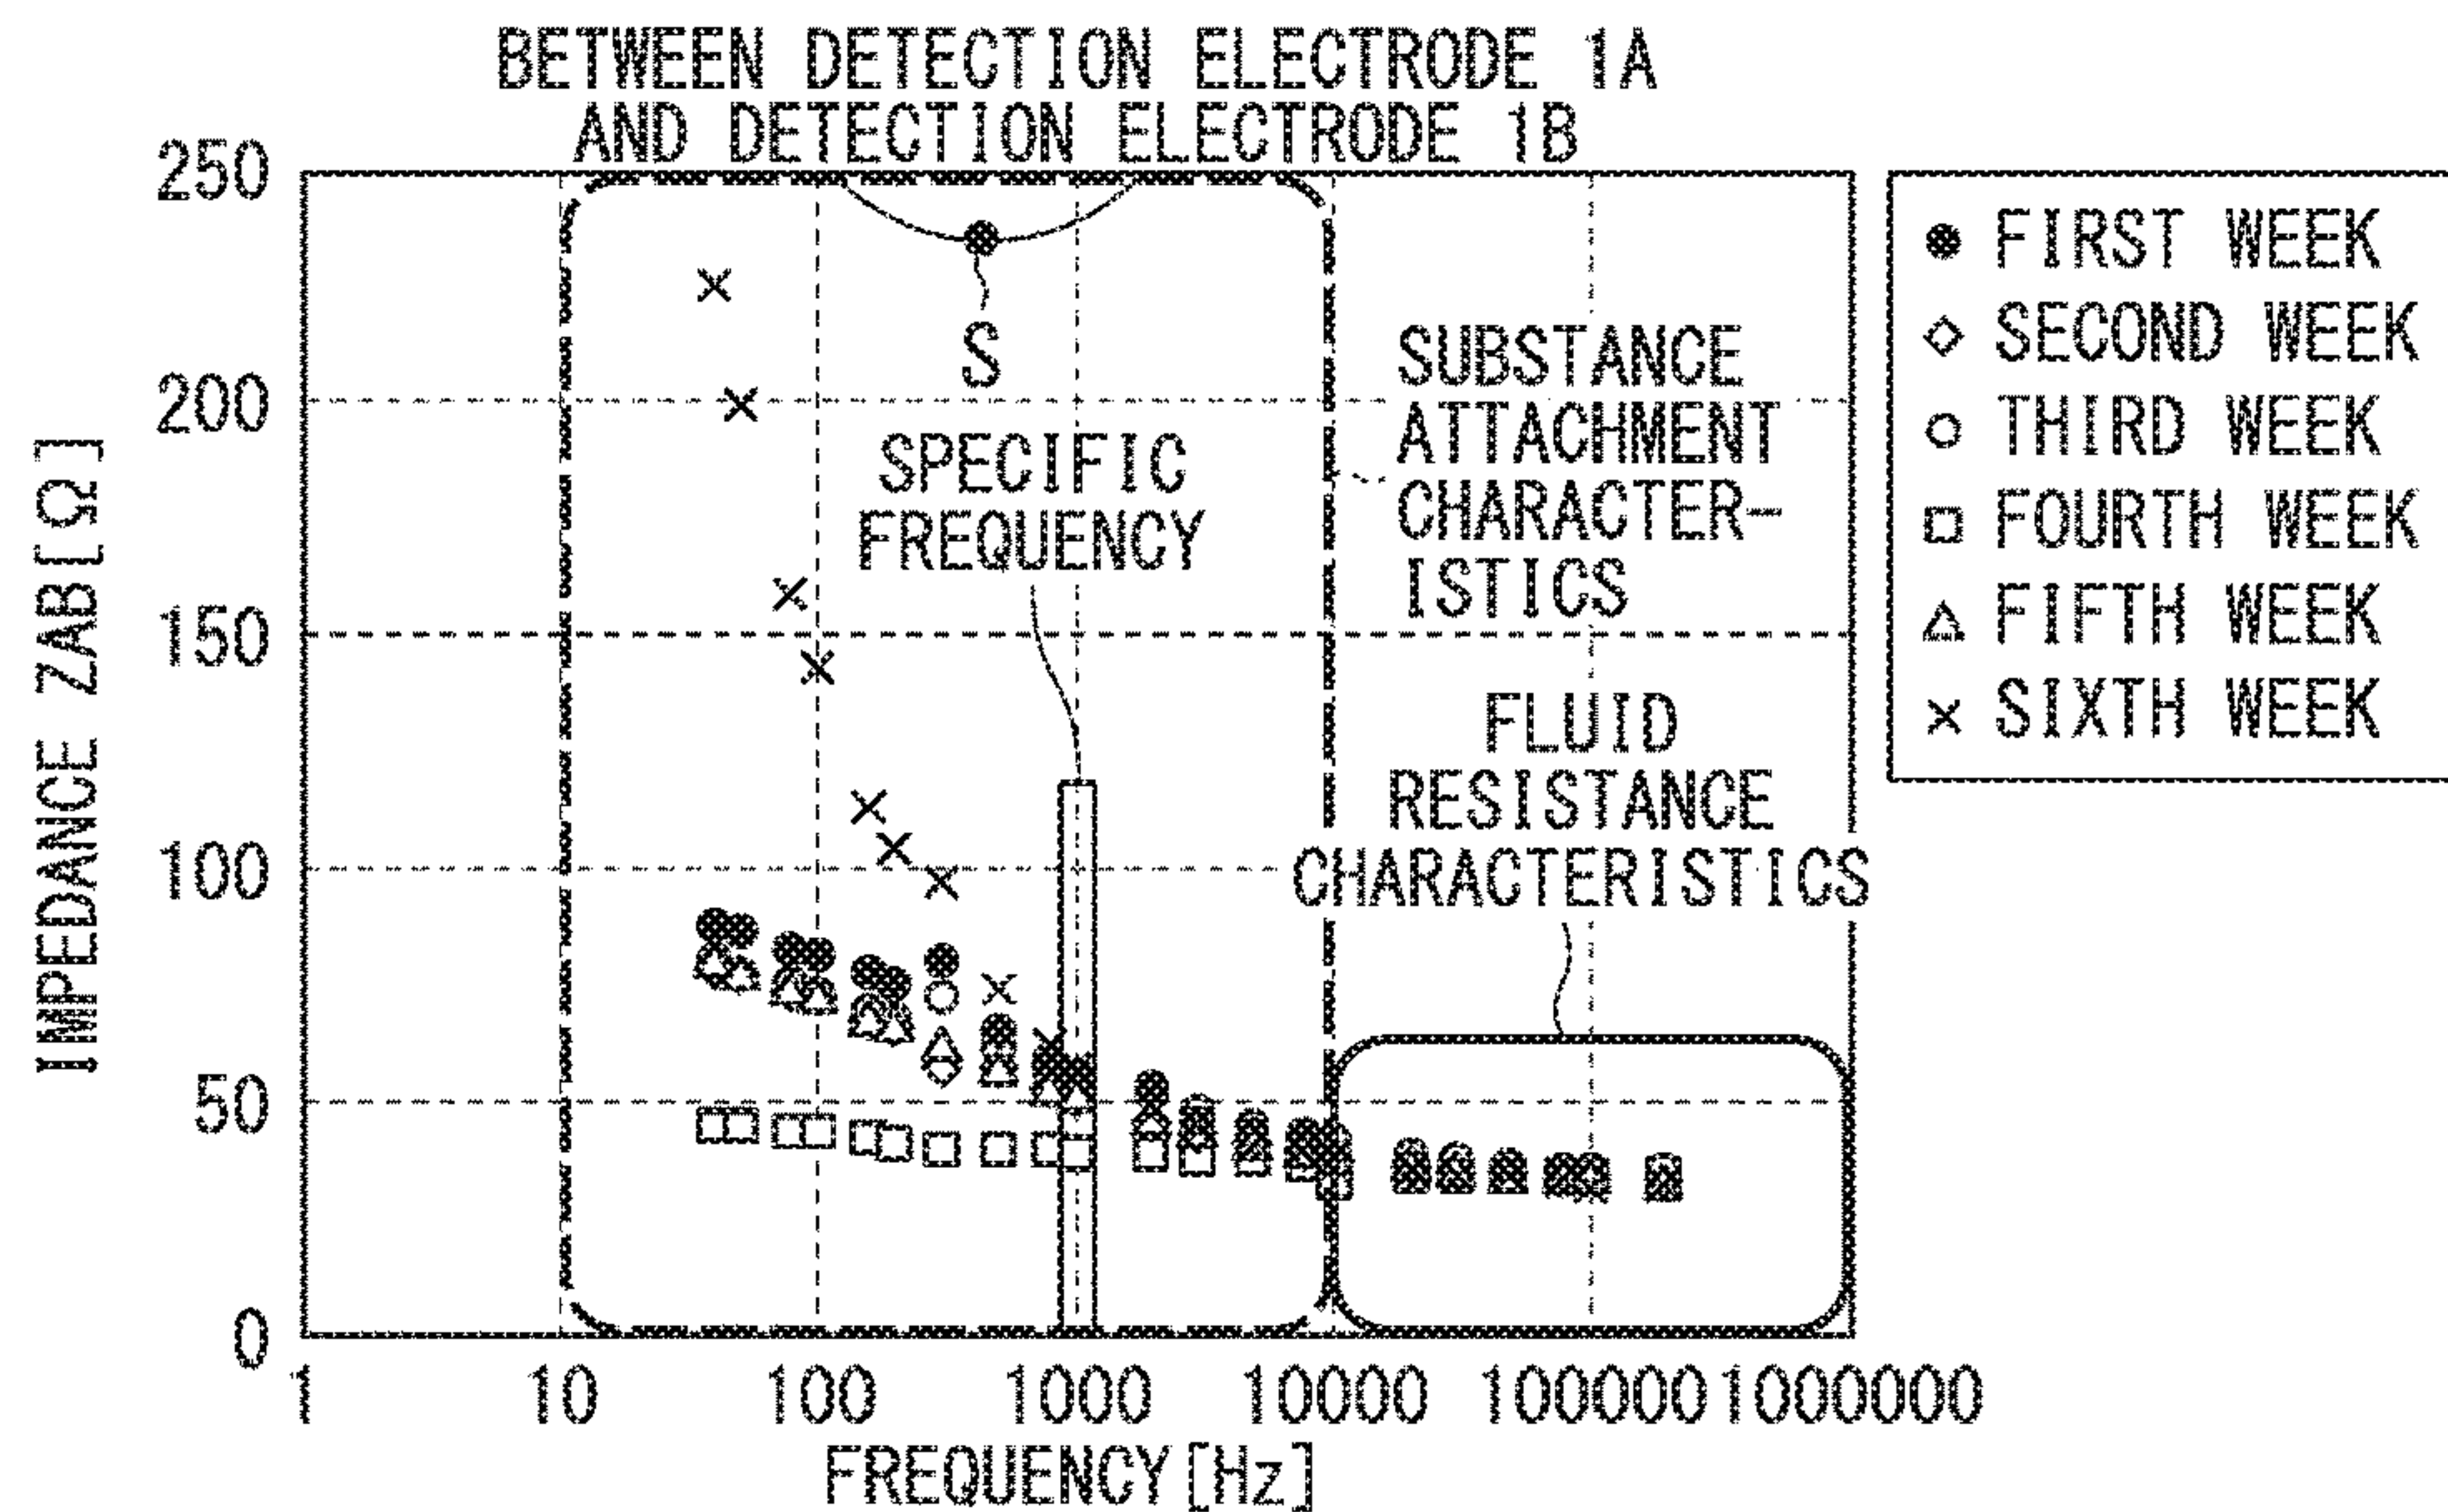 BETWEEN DETECTION ELECTRODE 1A
AND DETECTION ELECTRODE 1B
IMPEDANCE ZAB[Ω]
250
200
150
100
50
0
S
SPECIFIC
FREQUENCY
SUBSTANCE
ATTACHMENT
CHARACTER-
ISTICS
FLUID
RESISTANCE
CHARACTERISTICS
FIRST WEEK
SECOND WEEK
THIRD WEEK
FOURTH WEEK
FIFTH WEEK
SIXTH WEEK
1 10 100 1000 10000 100000 1000000
FREQUENCY[Hz]